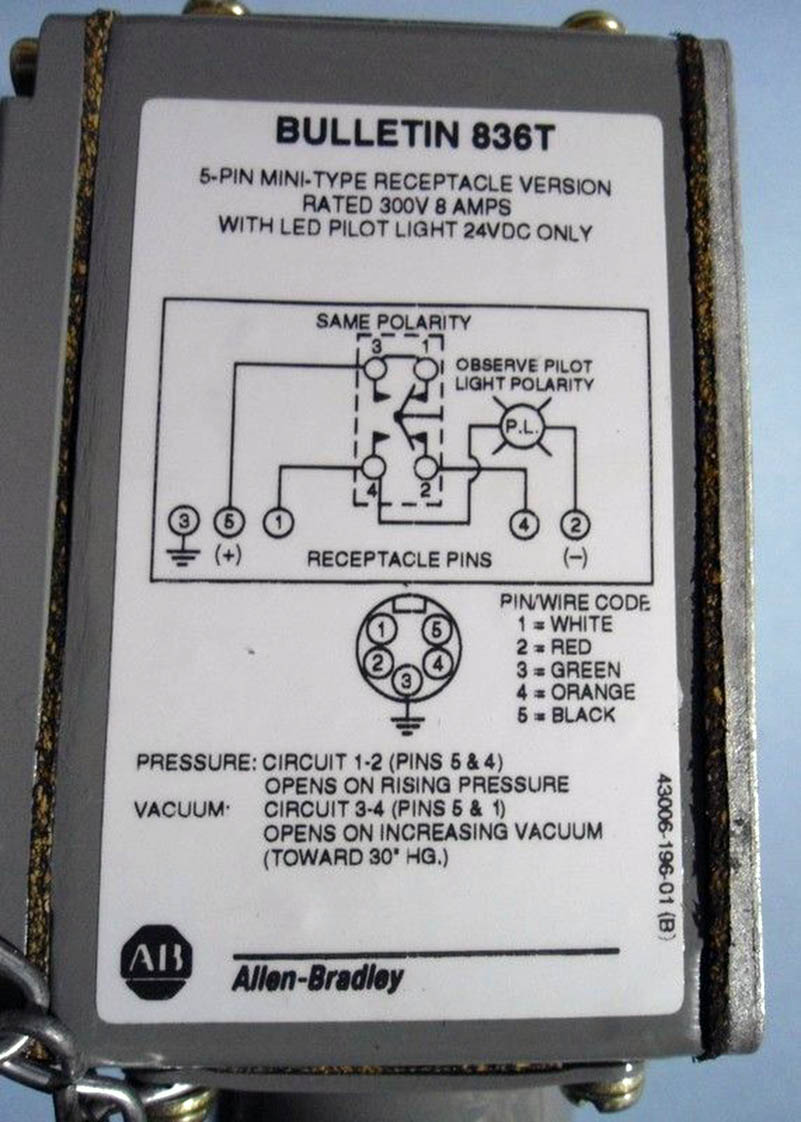 BULLETIN 836T
5-PIN MINI-TYPE RECEPTACLE VERSION
RATED 300V 8 AMPS
WITH LED PILOT LIGHT 24VDC ONLY
SAME POLARITY
3 1
OBSERVE PILOT
LIGHT POLARITY
P.L.
4 2
3 5 1 4 2
(+) RECEPTACLE PINS (–)
PIN/WIRE CODE
1 = WHITE
2 = RED
3 = GREEN
4 = ORANGE
5 = BLACK
1 5
2 4
3
PRESSURE: CIRCUIT 1-2 (PINS 5 & 4)
OPENS ON RISING PRESSURE
VACUUM: CIRCUIT 3-4 (PINS 5 & 1)
OPENS ON INCREASING VACUUM
(TOWARD 30" HG.)
43006-196-01 (B)
AB
Allen-Bradley